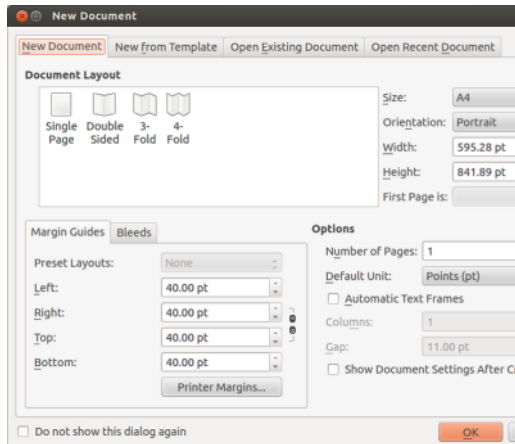 New Document
New Document New from Template Open Existing Document Open Recent Document
Document Layout
Single Page
Double Sided
3-Fold
4-Fold
Size: A4
Orientation: Portrait
Width: 595.28 pt
Height: 841.89 pt
First Page is:
Margin Guides Bleeds
Preset Layouts: None
Left: 40.00 pt
Right: 40.00 pt
Top: 40.00 pt
Bottom: 40.00 pt
Printer Margins...
Options
Number of Pages: 1
Default Unit: Points (pt)
Automatic Text Frames
Columns: 1
Gap: 11.00 pt
Show Document Settings After
Do not show this dialog again
OK